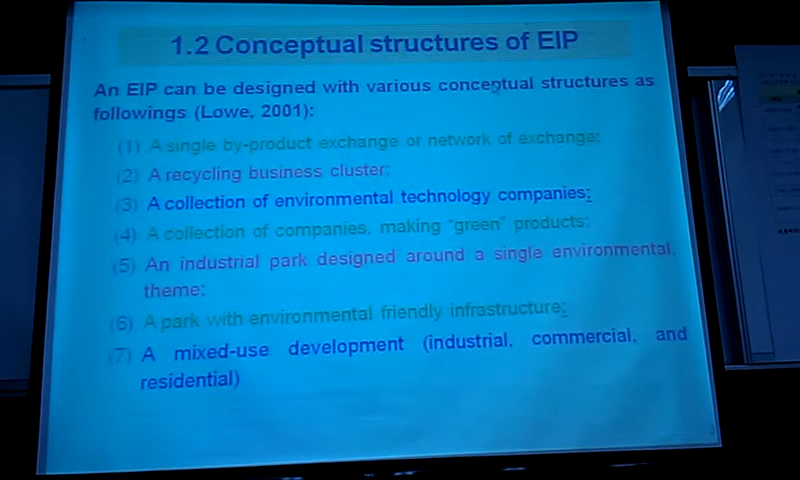 1.2 Conceptual structures of EIP
An EIP can be designed with various conceptual structures as
followings (Lowe, 2001):
(1) A single by-product exchange or network of exchange;
(2) A recycling business cluster;
(3) A collection of environmental technology companies;
(4) A collection of companies, making "green" products;
(5) An industrial park designed around a single environmental,
theme;
(6) A park with environmental friendly infrastructure;
(7) A mixed-use development (industrial, commercial, and
residential)